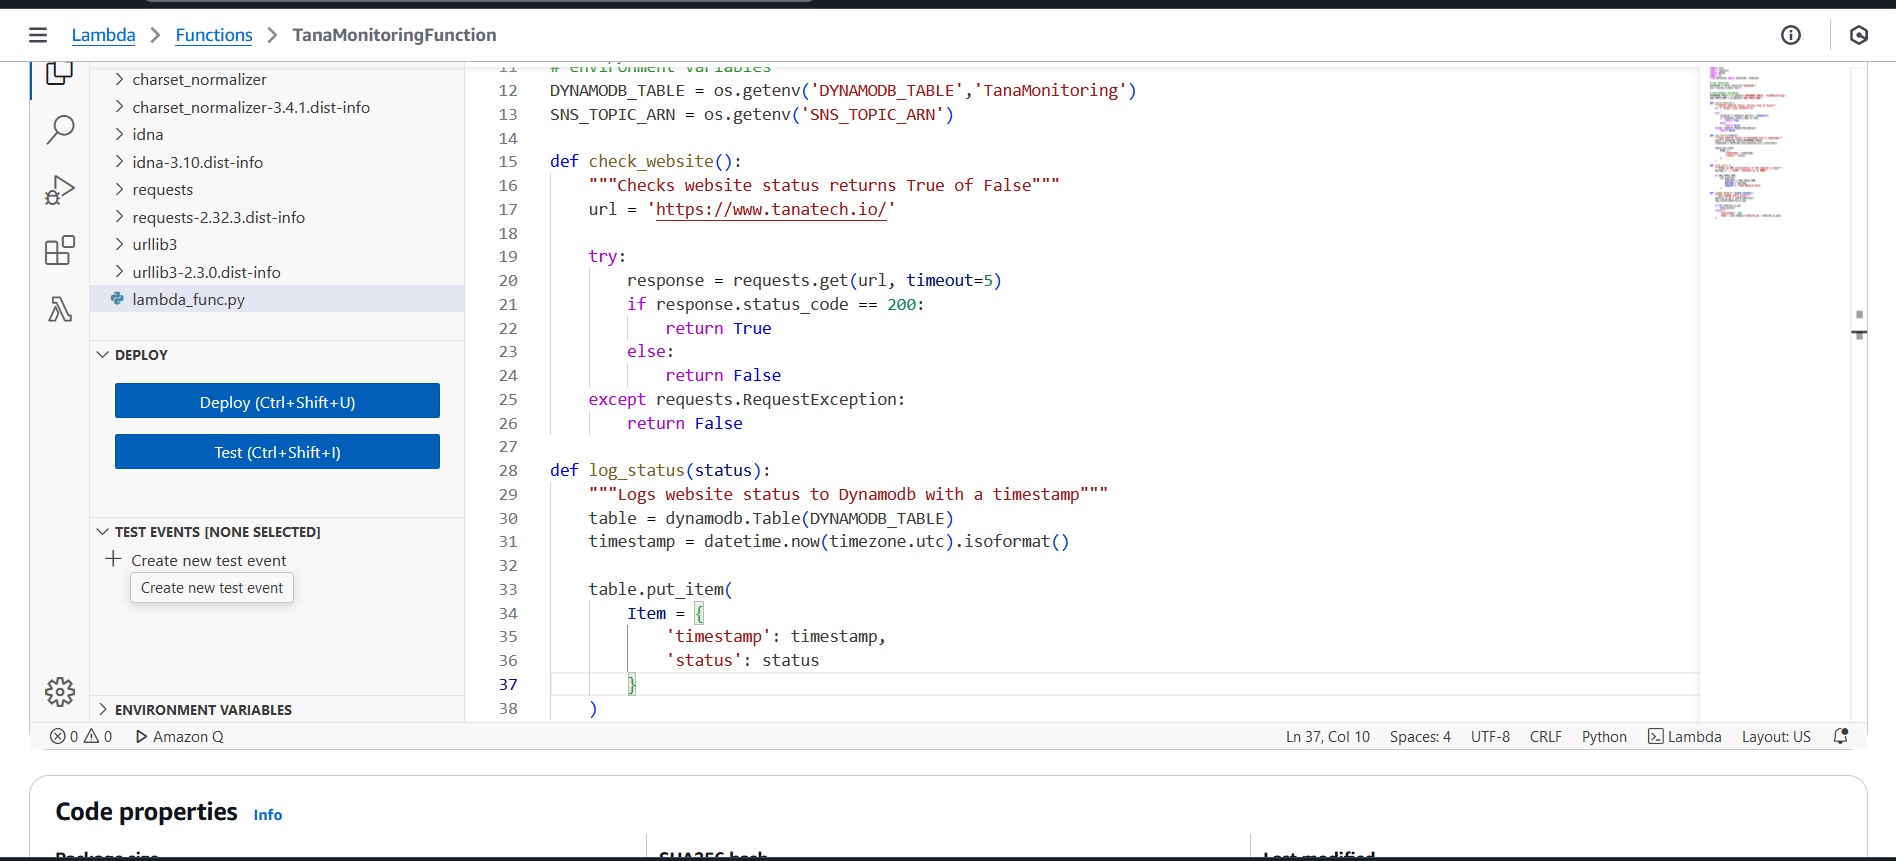 Lambda > Functions > TanaMonitoringFunction
charset_normalizer
charset_normalizer-3.4.1.dist-info
idna
idna-3.10.dist-info
requests
requests-2.32.3.dist-info
urllib3
urllib3-2.3.0.dist-info
lambda_func.py
DEPLOY
Deploy (Ctrl+Shift+U)
Test (Ctrl+Shift+I)
TEST EVENTS [NONE SELECTED]
Create new test event
Create new test event
ENVIRONMENT VARIABLES
11 # environment variables
12 DYNAMODB_TABLE = os.getenv('DYNAMODB_TABLE','TanaMonitoring')
13 SNS_TOPIC_ARN = os.getenv('SNS_TOPIC_ARN')
14
15 def check_website():
16     """Checks website status returns True of False"""
17     url = 'https://www.tanatech.io/'
18
19     try:
20         response = requests.get(url, timeout=5)
21         if response.status_code == 200:
22             return True
23         else:
24             return False
25     except requests.RequestException:
26         return False
27
28 def log_status(status):
29     """Logs website status to Dynamodb with a timestamp"""
30     table = dynamodb.Table(DYNAMODB_TABLE)
31     timestamp = datetime.now(timezone.utc).isoformat()
32
33     table.put_item(
34         Item = {
35             'timestamp': timestamp,
36             'status': status
37         }
38     )
0 0 Amazon Q Ln 37, Col 10 Spaces: 4 UTF-8 CRLF Python Lambda Layout: US
Code properties Info
Package size SHA256 hash Last modified